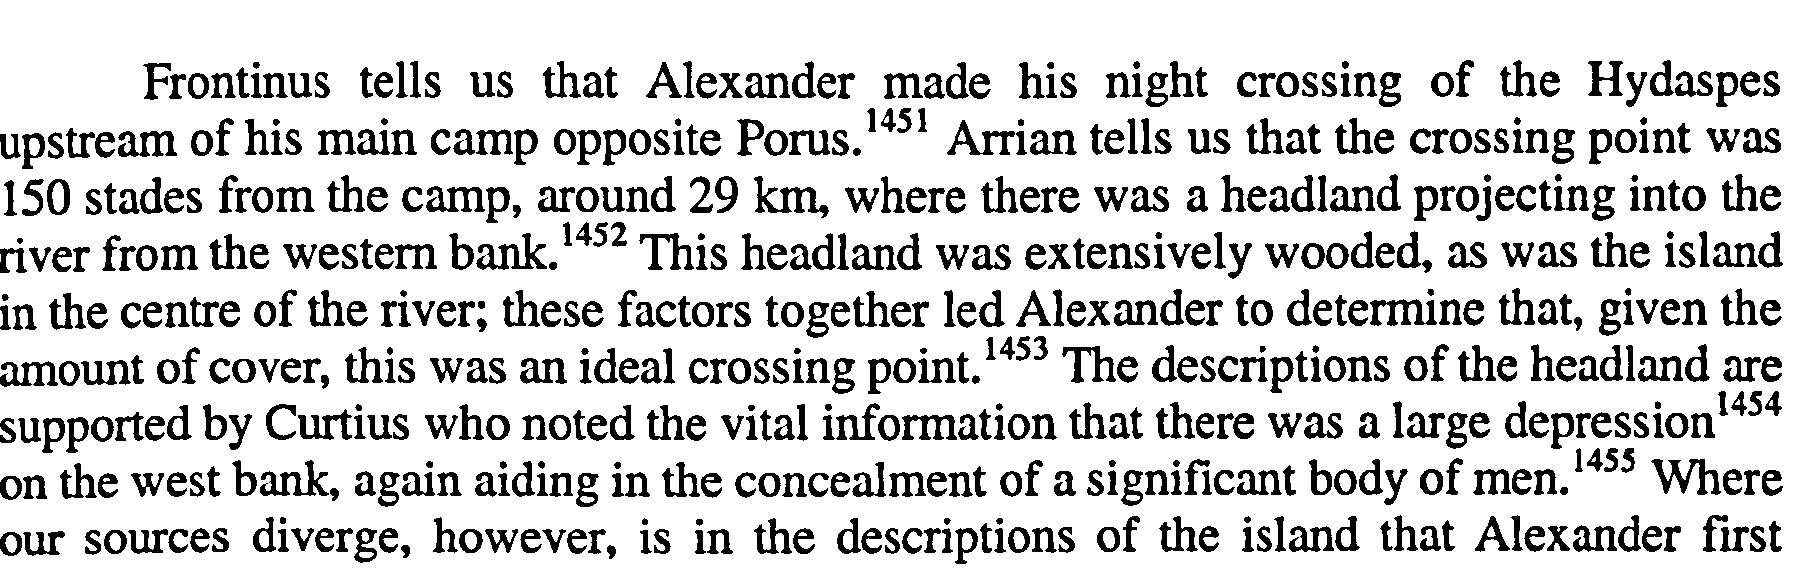 Frontinus tells us that Alexander made his night crossing of the Hydaspes
upstream of his main camp opposite Porus.1451 Arrian tells us that the crossing point was
150 stades from the camp, around 29 km, where there was a headland projecting into the
river from the western bank.1452 This headland was extensively wooded, as was the island
in the centre of the river; these factors together led Alexander to determine that, given the
amount of cover, this was an ideal crossing point.1453 The descriptions of the headland are
supported by Curtius who noted the vital information that there was a large depression1454
on the west bank, again aiding in the concealment of a significant body of men.1455 Where
our sources diverge, however, is in the descriptions of the island that Alexander first